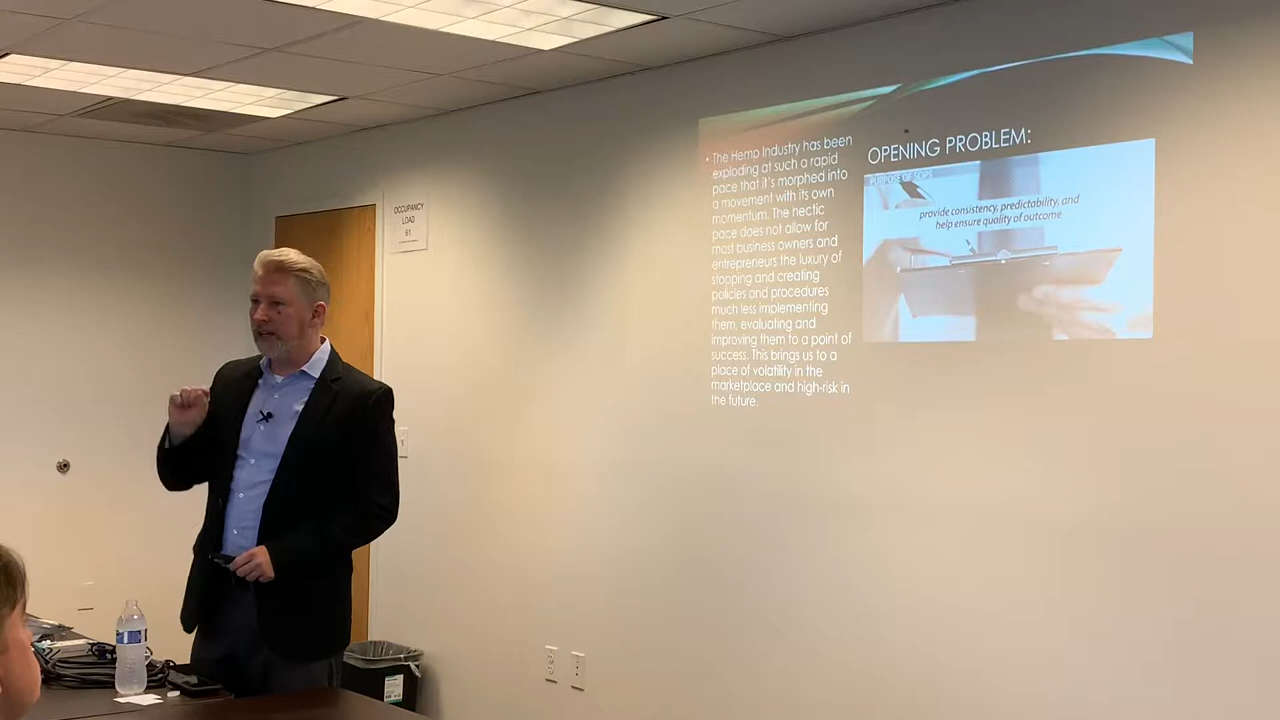 OCCUPANCY
LOAD
61
• The Hemp Industry has been
exploding at such a rapid
pace that it's morphed into
a movement with its own
momentum. The hectic
pace does not allow for
most business owners and
entrepreneurs the luxury of
stopping and creating
policies and procedures
much less implementing
them, evaluating and
improving them to a point of
success. This brings us to a
place of volatility in the
marketplace and high-risk in
the future.
OPENING PROBLEM:
PURPOSE OF SOPS
provide consistency, predictability, and
help ensure quality of outcome